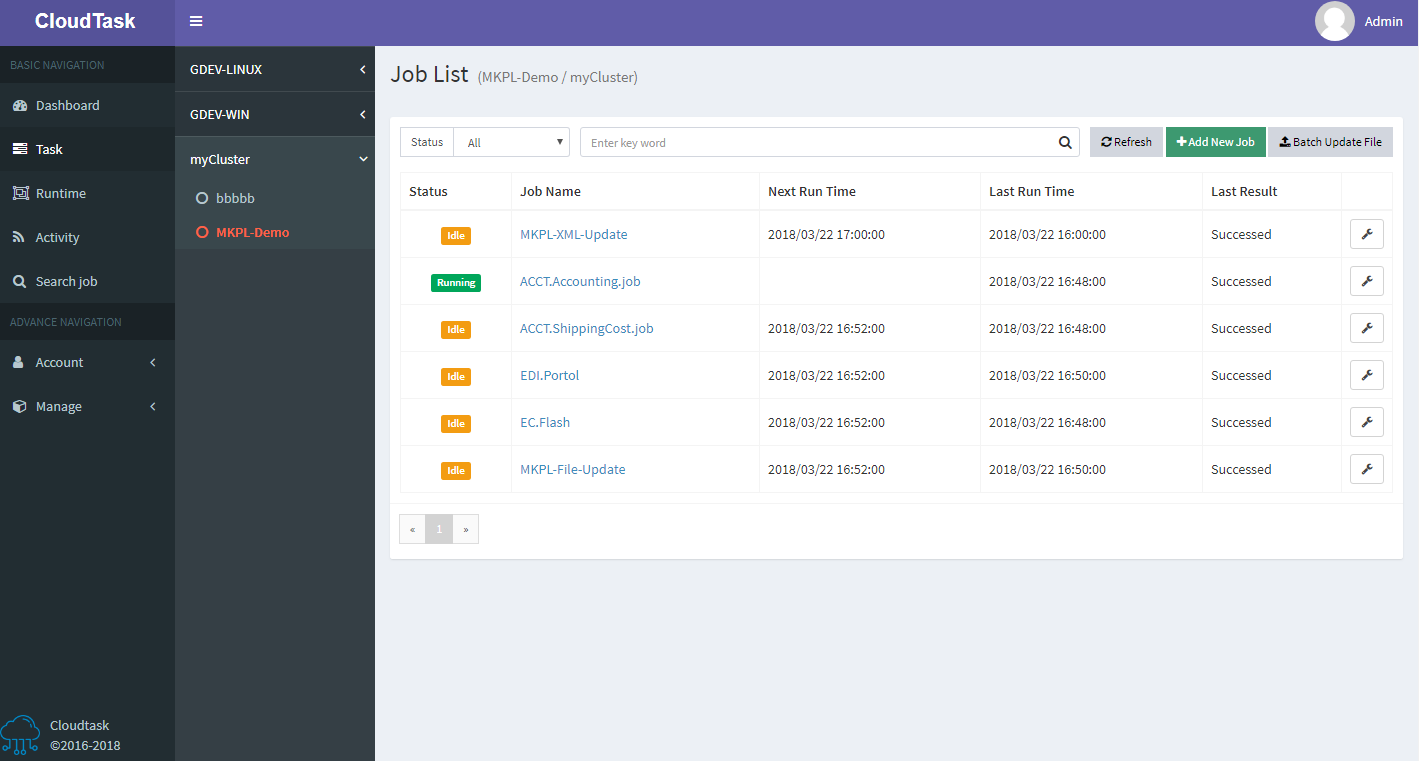 CloudTask
Admin
BASIC NAVIGATION
Dashboard
Task
Runtime
Activity
Search job
ADVANCE NAVIGATION
Account
Manage
Cloudtask
©2016-2018
GDEV-LINUX
GDEV-WIN
myCluster
bbbbb
MKPL-Demo
Job List (MKPL-Demo / myCluster)
Status All Enter key word Refresh Add New Job Batch Update File
Status Job Name Next Run Time Last Run Time Last Result
Idle MKPL-XML-Update 2018/03/22 17:00:00 2018/03/22 16:00:00 Successed
Running ACCT.Accounting.job 2018/03/22 16:48:00 Successed
Idle ACCT.ShippingCost.job 2018/03/22 16:52:00 2018/03/22 16:48:00 Successed
Idle EDI.Portol 2018/03/22 16:52:00 2018/03/22 16:50:00 Successed
Idle EC.Flash 2018/03/22 16:52:00 2018/03/22 16:48:00 Successed
Idle MKPL-File-Update 2018/03/22 16:52:00 2018/03/22 16:50:00 Successed
« 1 »